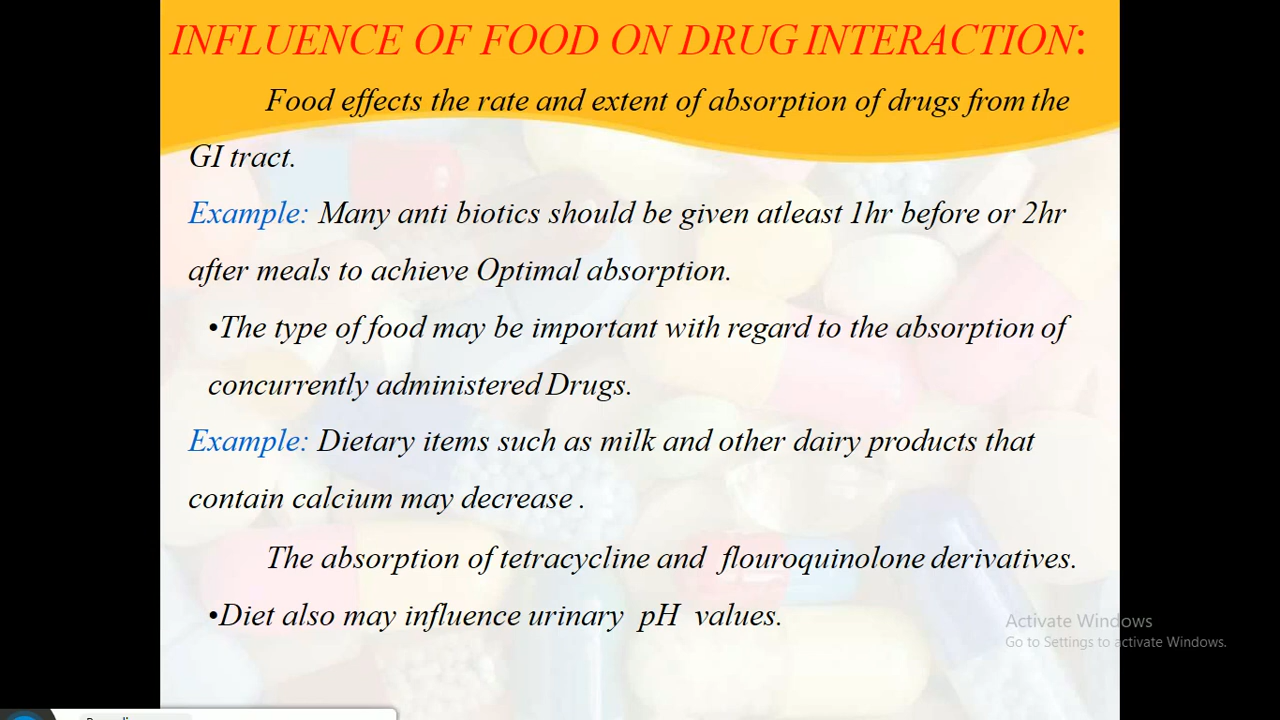 INFLUENCE OF FOOD ON DRUG INTERACTION:
Food effects the rate and extent of absorption of drugs from the
GI tract.
Example: Many anti biotics should be given atleast 1hr before or 2hr
after meals to achieve Optimal absorption.
•The type of food may be important with regard to the absorption of
concurrently administered Drugs.
Example: Dietary items such as milk and other dairy products that
contain calcium may decrease .
The absorption of tetracycline and flouroquinolone derivatives.
•Diet also may influence urinary pH values.
Activate Windows
Go to Settings to activate Windows.